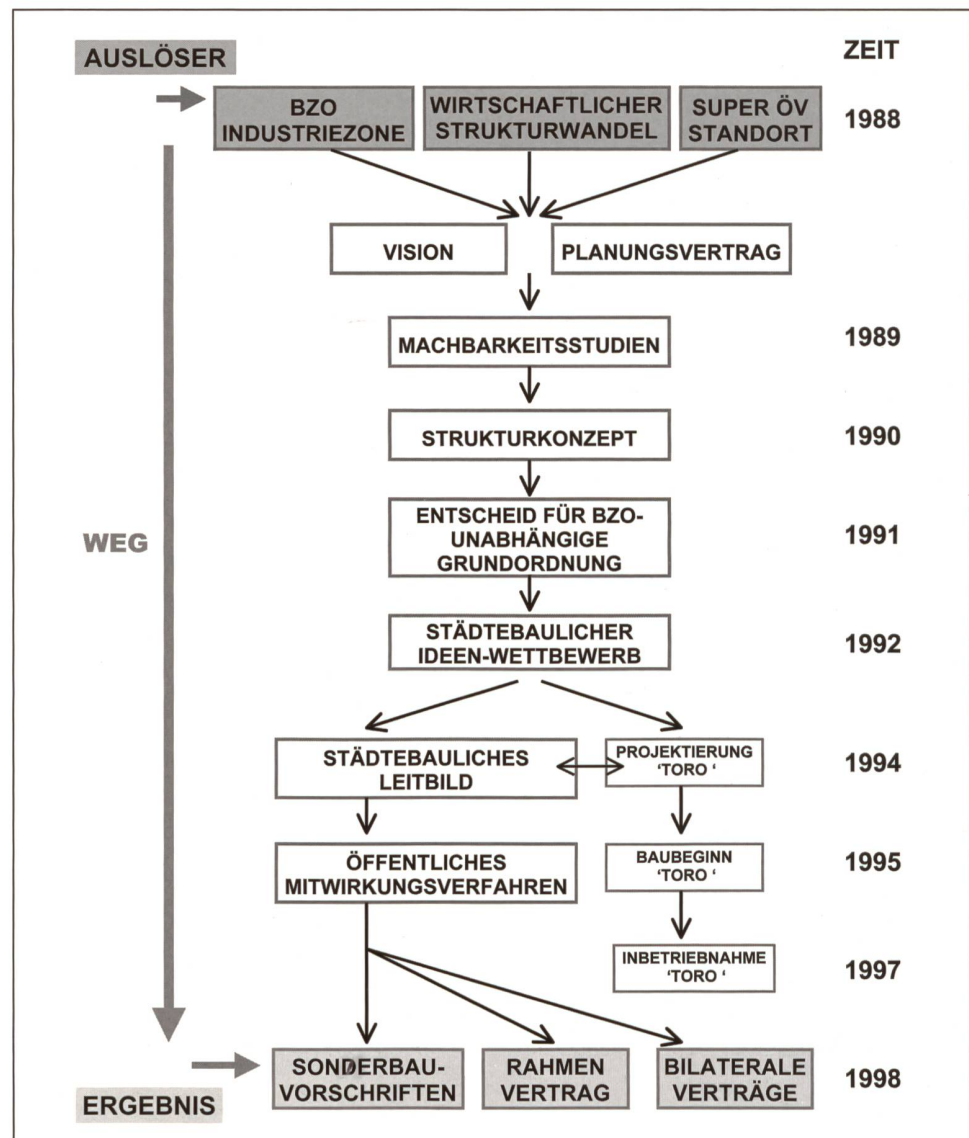 AUSLÖSER
ZEIT
BZO
INDUSTRIEZONE
WIRTSCHAFTLICHER
STRUKTURWANDEL
SUPER ÖV
STANDORT
1988
VISION
PLANUNGSVERTRAG
MACHBARKEITSSTUDIEN
1989
STRUKTURKONZEPT
1990
ENTSCHEID FÜR BZO-
UNABHÄNGIGE
GRUNDORDNUNG
1991
WEG
STÄDTEBAULICHER
IDEEN-WETTBEWERB
1992
STÄDTEBAULICHES
LEITBILD
PROJEKTIERUNG
'TORO '
1994
ÖFFENTLICHES
MITWIRKUNGSVERFAHREN
BAUBEGINN
'TORO '
1995
INBETRIEBNAHME
'TORO '
1997
SONDERBAU-
VORSCHRIFTEN
RAHMEN
VERTRAG
BILATERALE
VERTRÄGE
1998
ERGEBNIS